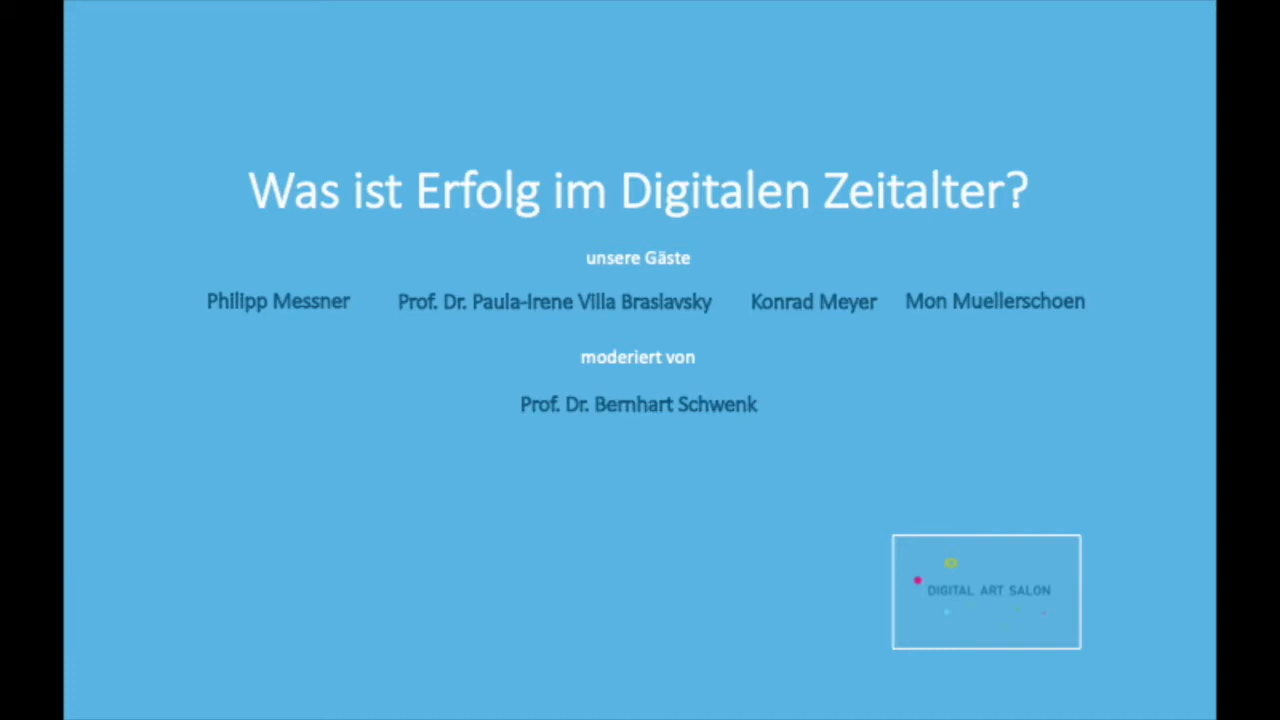 Was ist Erfolg im Digitalen Zeitalter?
unsere Gäste
Philipp Messner Prof. Dr. Paula-Irene Villa Braslavsky Konrad Meyer Mon Muellerschoen
moderiert von
Prof. Dr. Bernhart Schwenk
DIGITAL ART SALON